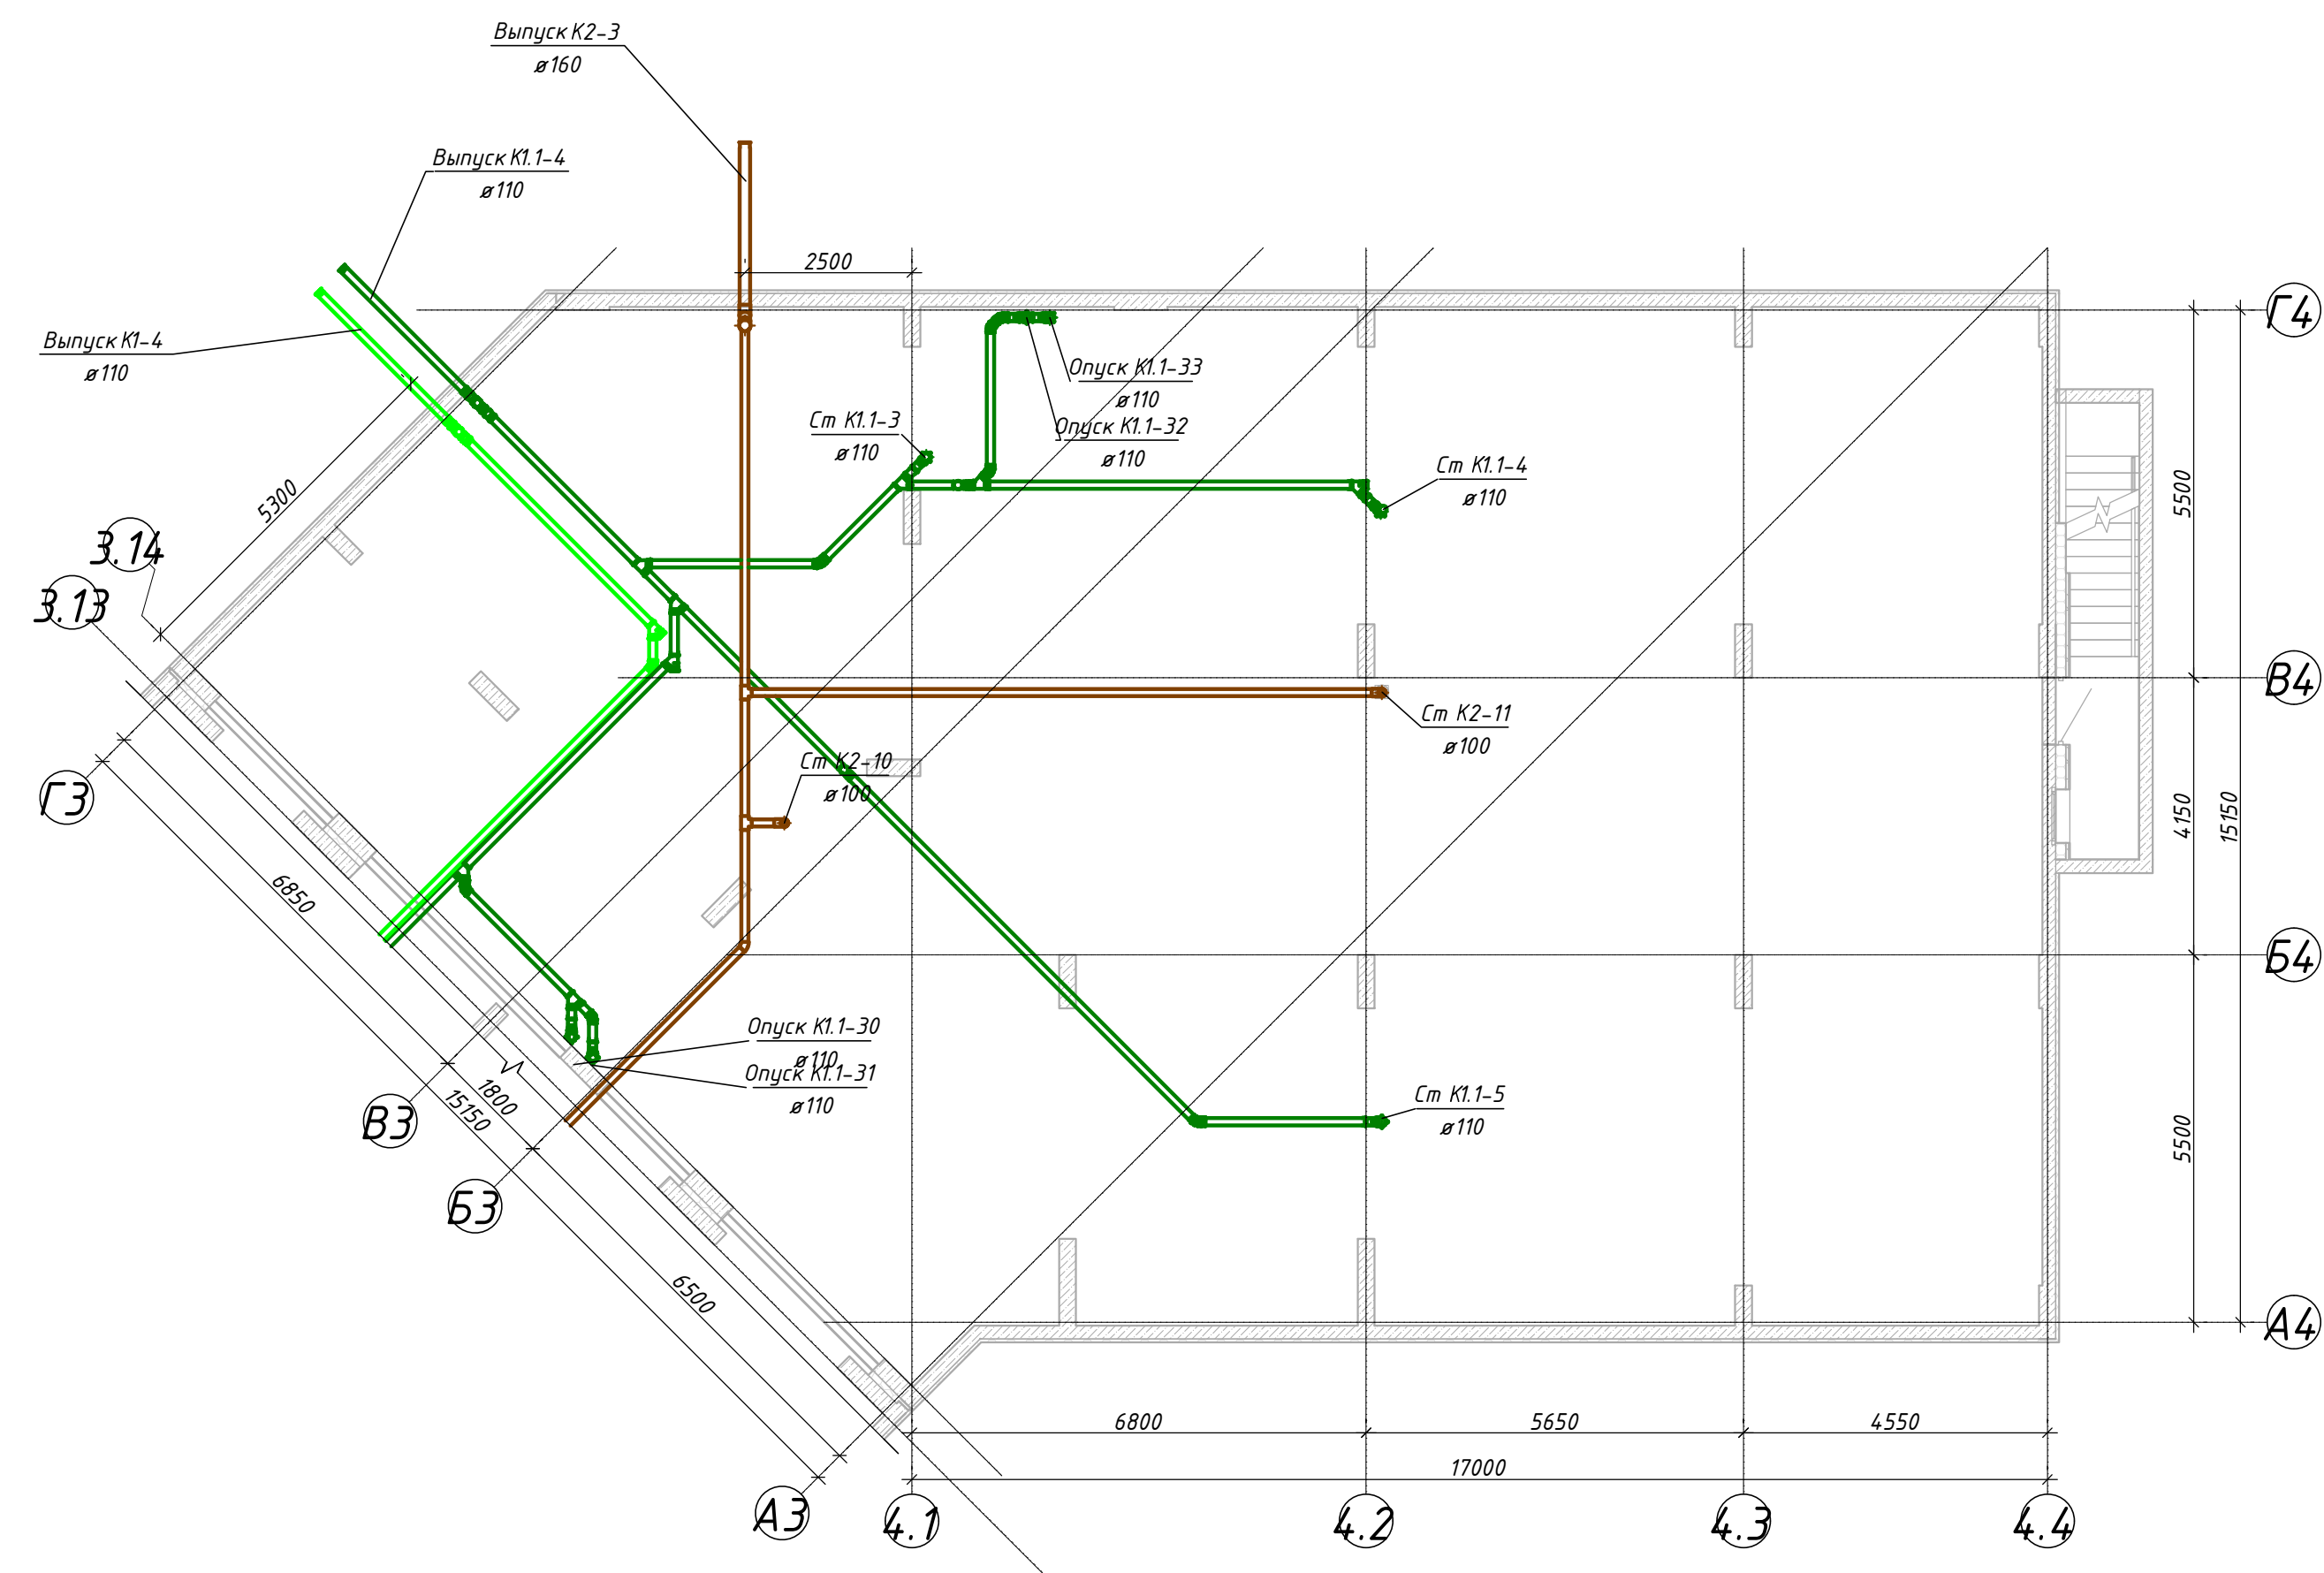 Выпуск К2-3
ø160
Выпуск К1.1-4
ø110
2500
Г4
Выпуск К1-4
ø110
Опуск К1.1-33
ø110
Ст К1.1-3
ø110
Опуск К1.1-32
ø110
Ст К1.1-4
ø110
5300
5500
3.14
3.13
В4
Ст К2-11
ø100
Ст К2-10
ø100
Г3
4150
15150
6850
Б4
Опуск К1.1-30
ø110
Опуск К1.1-31
ø110
1800
15150
В3
Ст К1.1-5
ø110
5500
Б3
6500
А4
6800
5650
4550
17000
А3
4.1
4.2
4.3
4.4